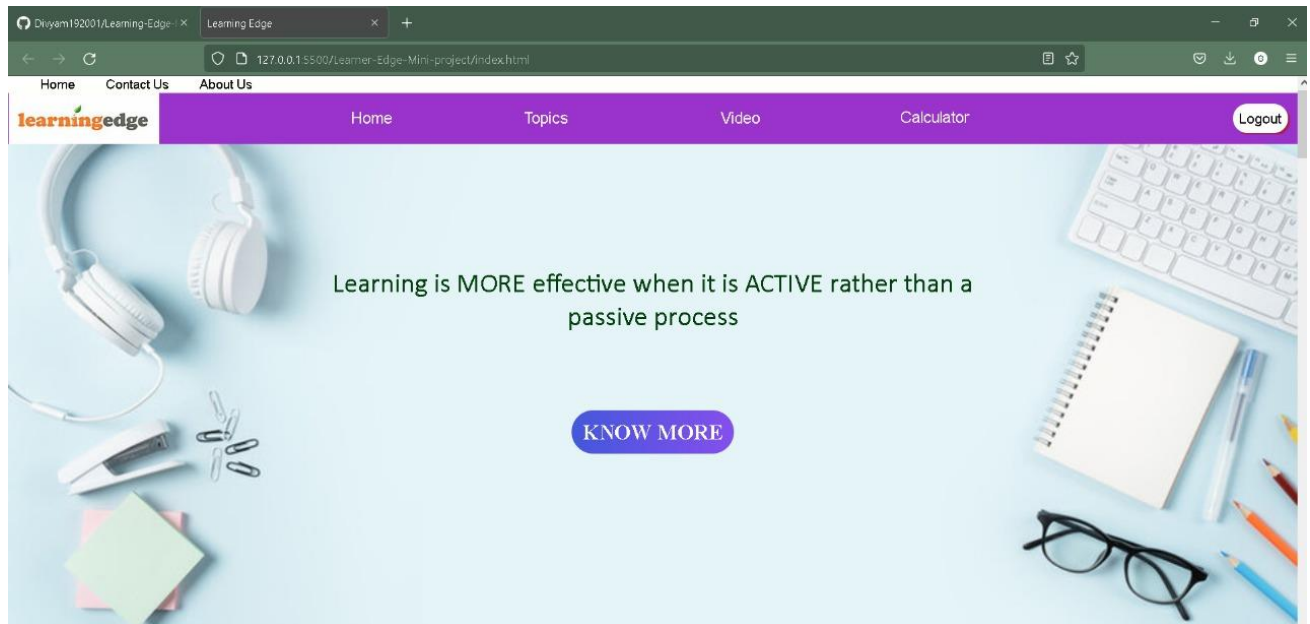 Divyam192001/Learning-Edge-
Learning Edge
127.0.0.1:5500/Learner-Edge-Mini-project/index.html
Home Contact Us About Us
learningedge Home Topics Video Calculator Logout
Learning is MORE effective when it is ACTIVE rather than a
passive process
KNOW MORE